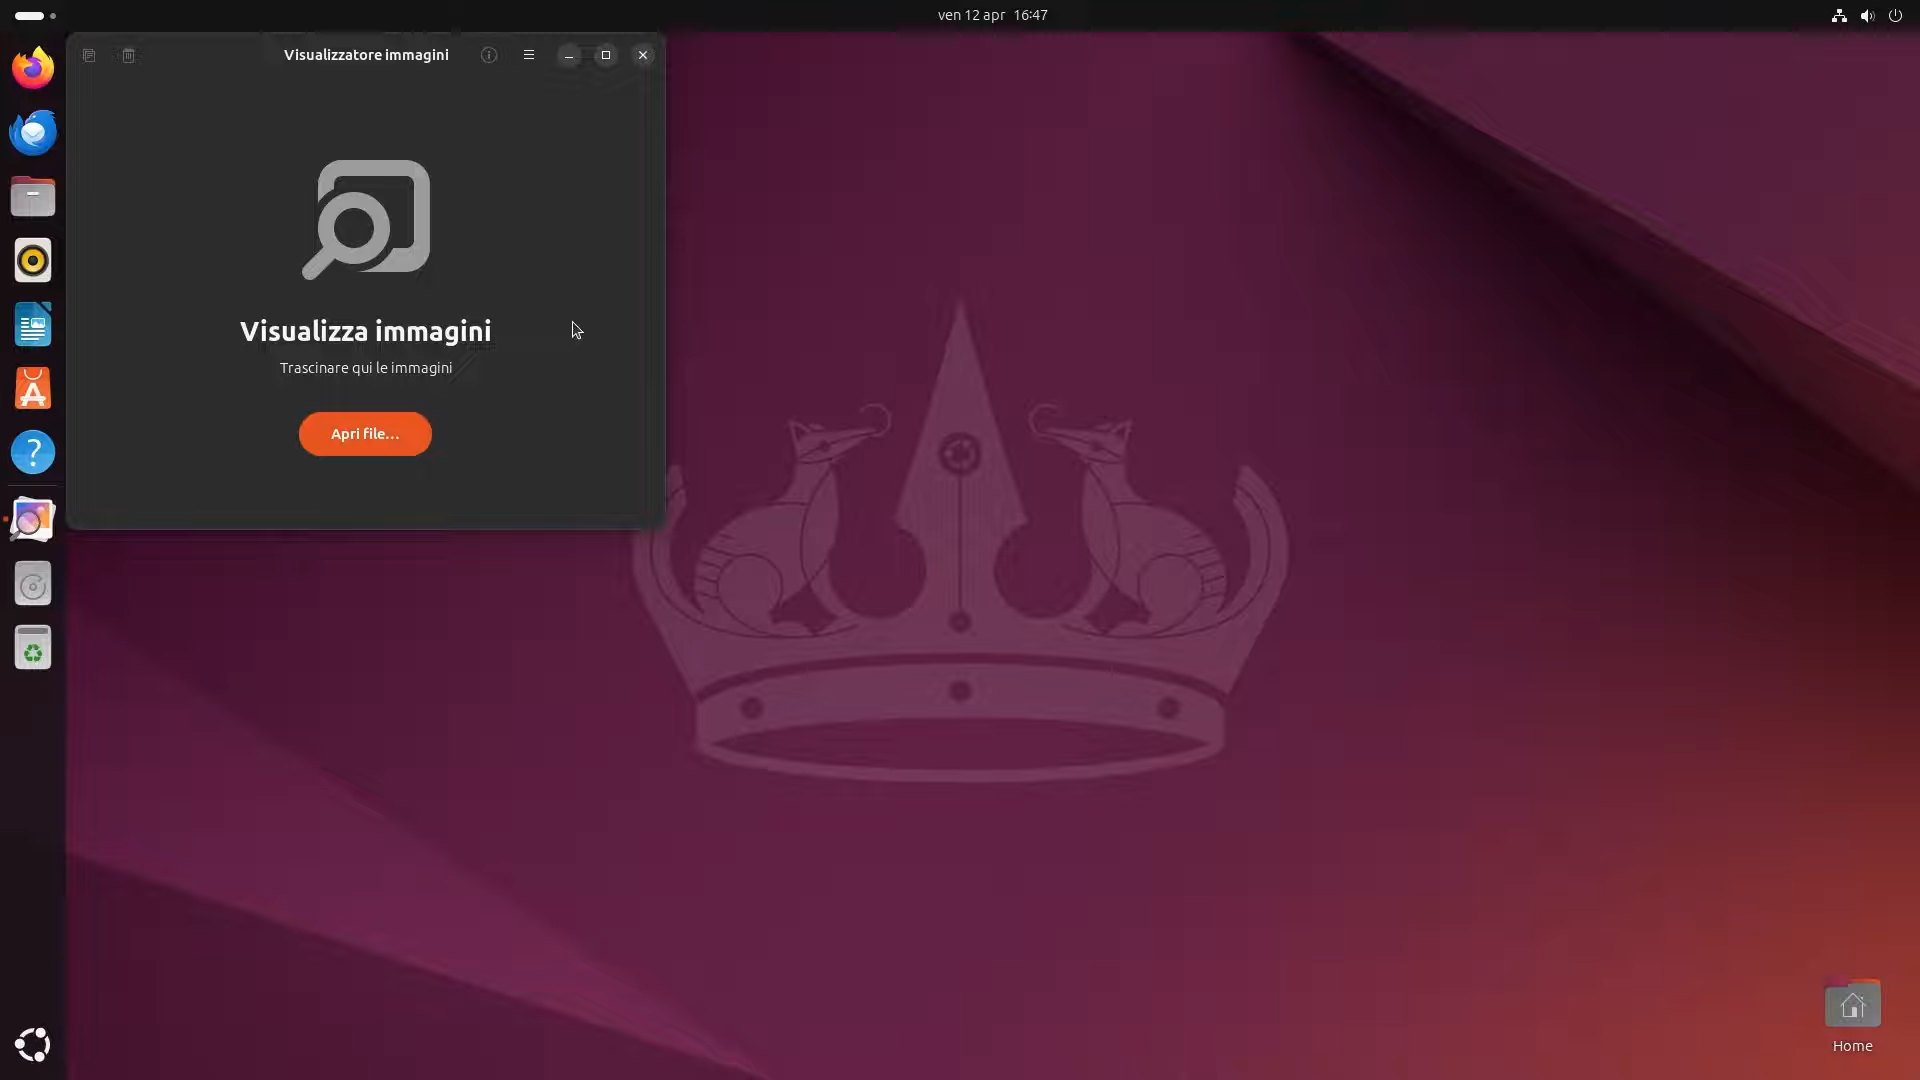 ven 12 apr 16:47
Visualizzatore immagini
Visualizza immagini
Trascinare qui le immagini
Apri file...
Home